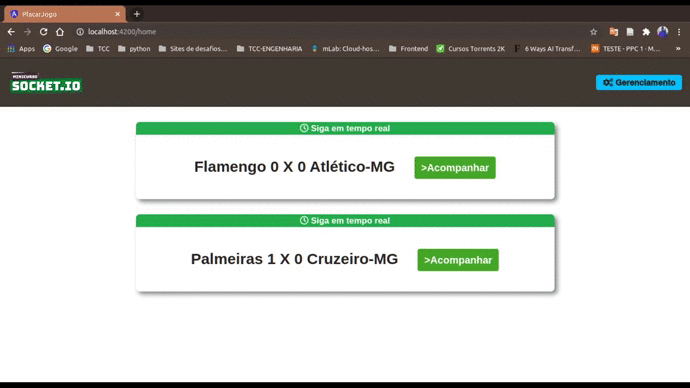 PlacarJogo
localhost:4200/home
Apps Google TCC python Sites de desafios... TCC-ENGENHARIA mLab: Cloud-hos... Frontend Cursos Torrents 2K 6 Ways AI Transf... TESTE - PPC 1 · M... »
MINICURSO
SOCKET.IO
Gerenciamento
Siga em tempo real
Flamengo 0 X 0 Atlético-MG >Acompanhar
Siga em tempo real
Palmeiras 1 X 0 Cruzeiro-MG >Acompanhar